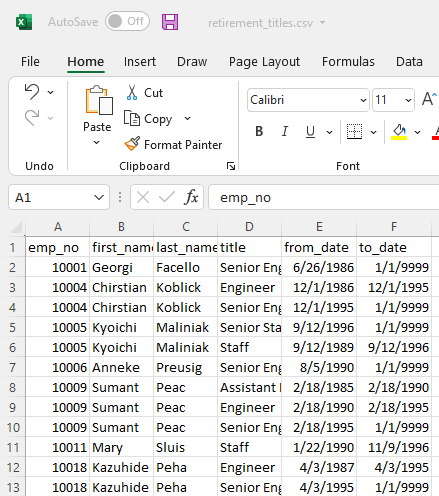 AutoSave Off retirement_titles.csv
File Home Insert Draw Page Layout Formulas Data
Paste Cut
Copy
Format Painter
Calibri 11 A^
B I U A
Undo Clipboard Font
A1 fx emp_no
A B C D E F
1 emp_no first_name last_name title from_date to_date
2 10001 Georgi Facello Senior Eng 6/26/1986 1/1/9999
3 10004 Chirstian Koblick Engineer 12/1/1986 12/1/1995
4 10004 Chirstian Koblick Senior Eng 12/1/1995 1/1/9999
5 10005 Kyoichi Maliniak Senior Sta 9/12/1996 1/1/9999
6 10005 Kyoichi Maliniak Staff 9/12/1989 9/12/1996
7 10006 Anneke Preusig Senior Eng 8/5/1990 1/1/9999
8 10009 Sumant Peac Assistant 2/18/1985 2/18/1990
9 10009 Sumant Peac Engineer 2/18/1990 2/18/1995
10 10009 Sumant Peac Senior Eng 2/18/1995 1/1/9999
11 10011 Mary Sluis Staff 1/22/1990 11/9/1996
12 10018 Kazuhide Peha Engineer 4/3/1987 4/3/1995
13 10018 Kazuhide Peha Senior Eng 4/3/1995 1/1/9999